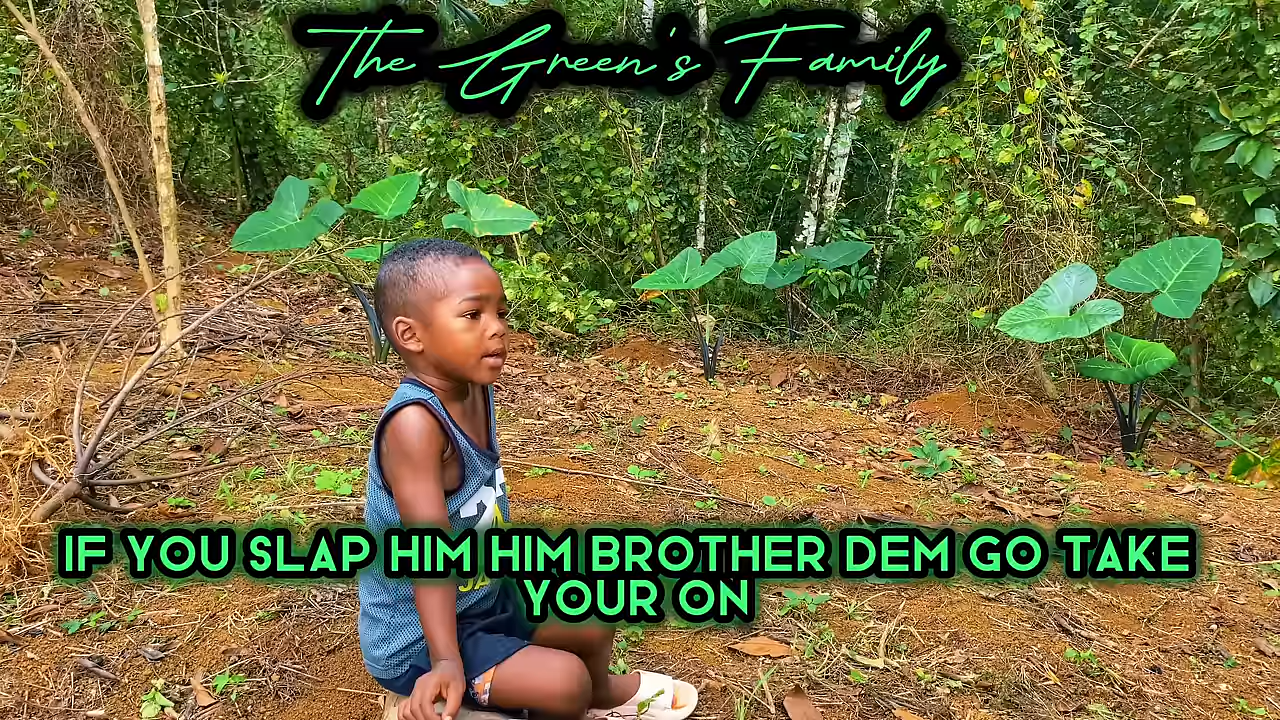 The Green's Family
IF YOU SLAP HIM HIM BROTHER DEM GO TAKE
YOUR ON